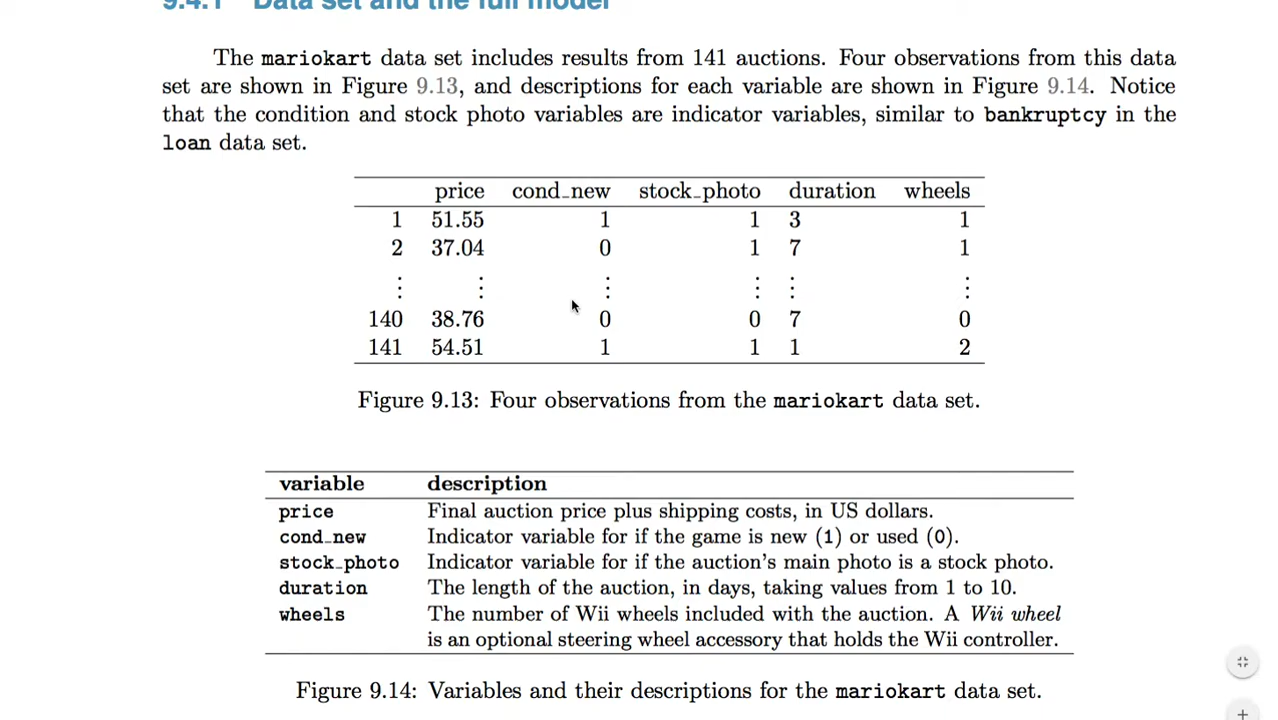 9.4.1 Data set and the full model
The mariokart data set includes results from 141 auctions. Four observations from this data
set are shown in Figure 9.13, and descriptions for each variable are shown in Figure 9.14. Notice
that the condition and stock photo variables are indicator variables, similar to bankruptcy in the
loan data set.
price cond_new stock_photo duration wheels
1 51.55 1 1 3 1
2 37.04 0 1 7 1
⋮ ⋮ ⋮ ⋮ ⋮ ⋮
140 38.76 0 0 7 0
141 54.51 1 1 1 2
Figure 9.13: Four observations from the mariokart data set.
variable description
price Final auction price plus shipping costs, in US dollars.
cond_new Indicator variable for if the game is new (1) or used (0).
stock_photo Indicator variable for if the auction's main photo is a stock photo.
duration The length of the auction, in days, taking values from 1 to 10.
wheels The number of Wii wheels included with the auction. A Wii wheel
is an optional steering wheel accessory that holds the Wii controller.
Figure 9.14: Variables and their descriptions for the mariokart data set.